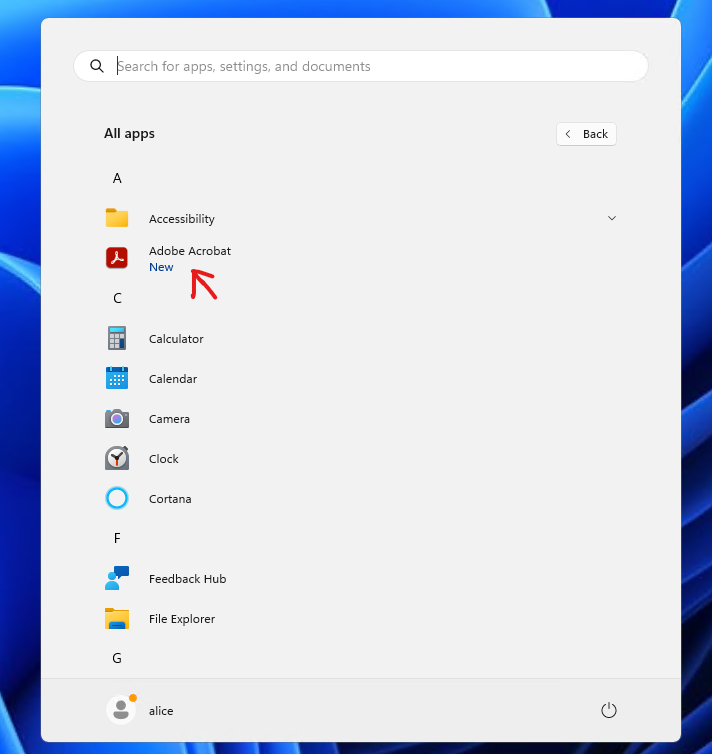 Search for apps, settings, and documents
All apps
Back
A
Accessibility
Adobe Acrobat
New
C
Calculator
Calendar
Camera
Clock
Cortana
F
Feedback Hub
File Explorer
G
alice